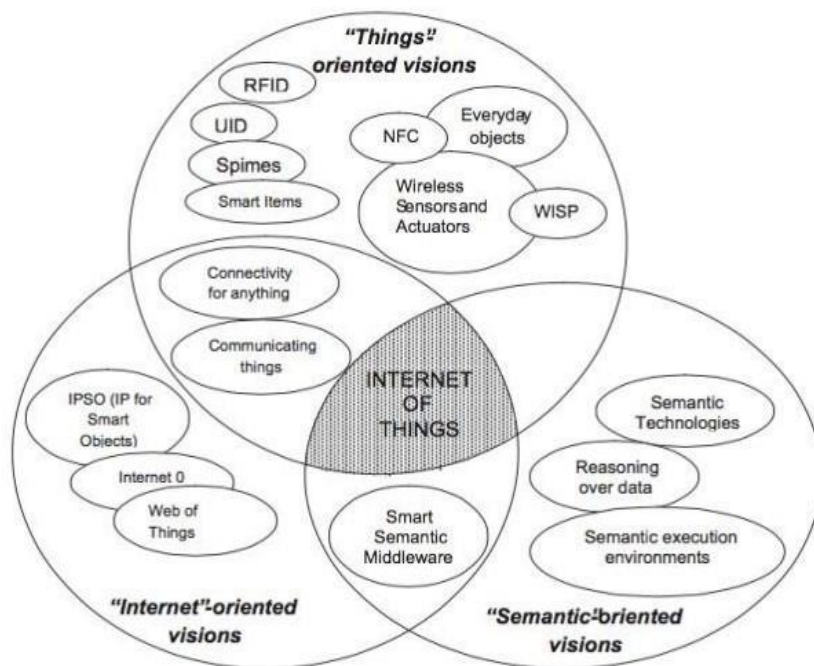 “Things”-
oriented visions
RFID
UID
Spimes
Smart Items
Everyday
objects
NFC
Wireless
Sensors and
Actuators
WISP
Connectivity
for anything
Communicating
things
INTERNET
OF
THINGS
IPSO (IP for
Smart
Objects)
Internet 0
Web of
Things
Semantic
Technologies
Reasoning
over data
Semantic execution
environments
Smart
Semantic
Middleware
“Internet”-oriented
visions
“Semantic”-oriented
visions